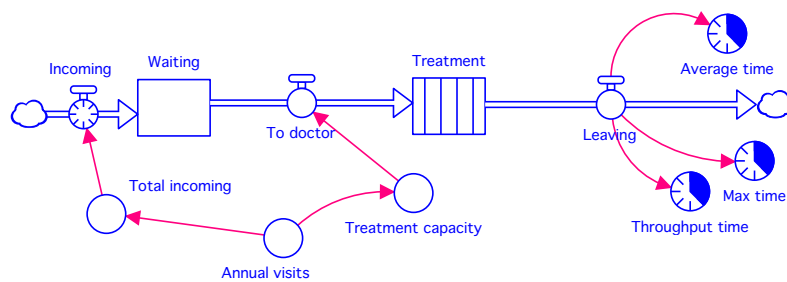 Incoming
Waiting
Treatment
Average time
To doctor
Leaving
Total incoming
Max time
Treatment capacity
Throughput time
Annual visits